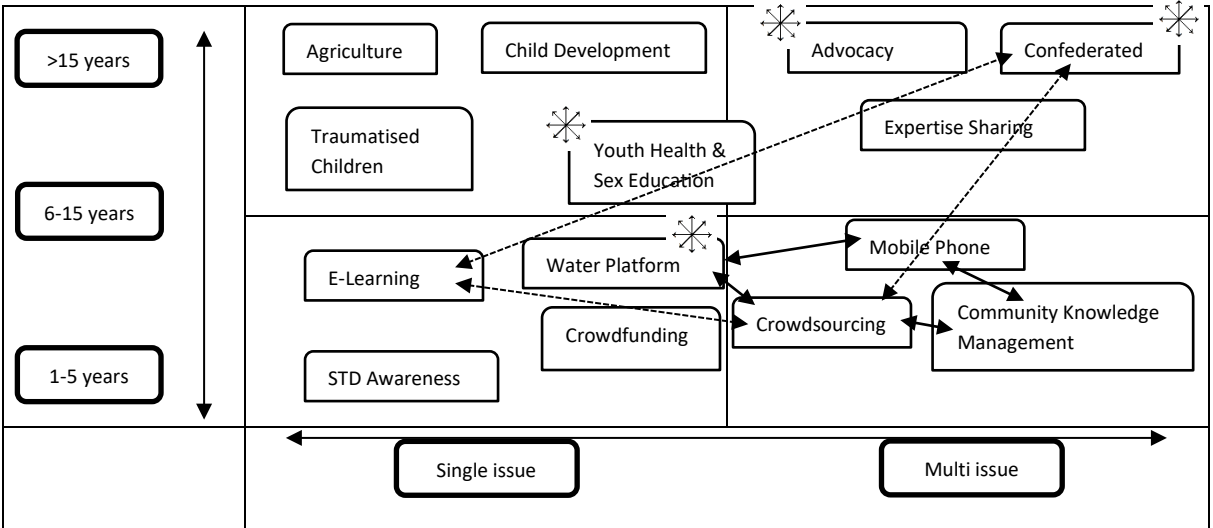 >15 years
Agriculture
Child Development
Advocacy
Confederated
Traumatised
Children
Youth Health &
Sex Education
Expertise Sharing
6-15 years
E-Learning
Water Platform
Mobile Phone
Crowdfunding
Crowdsourcing
Community Knowledge
Management
1-5 years
STD Awareness
Single issue
Multi issue